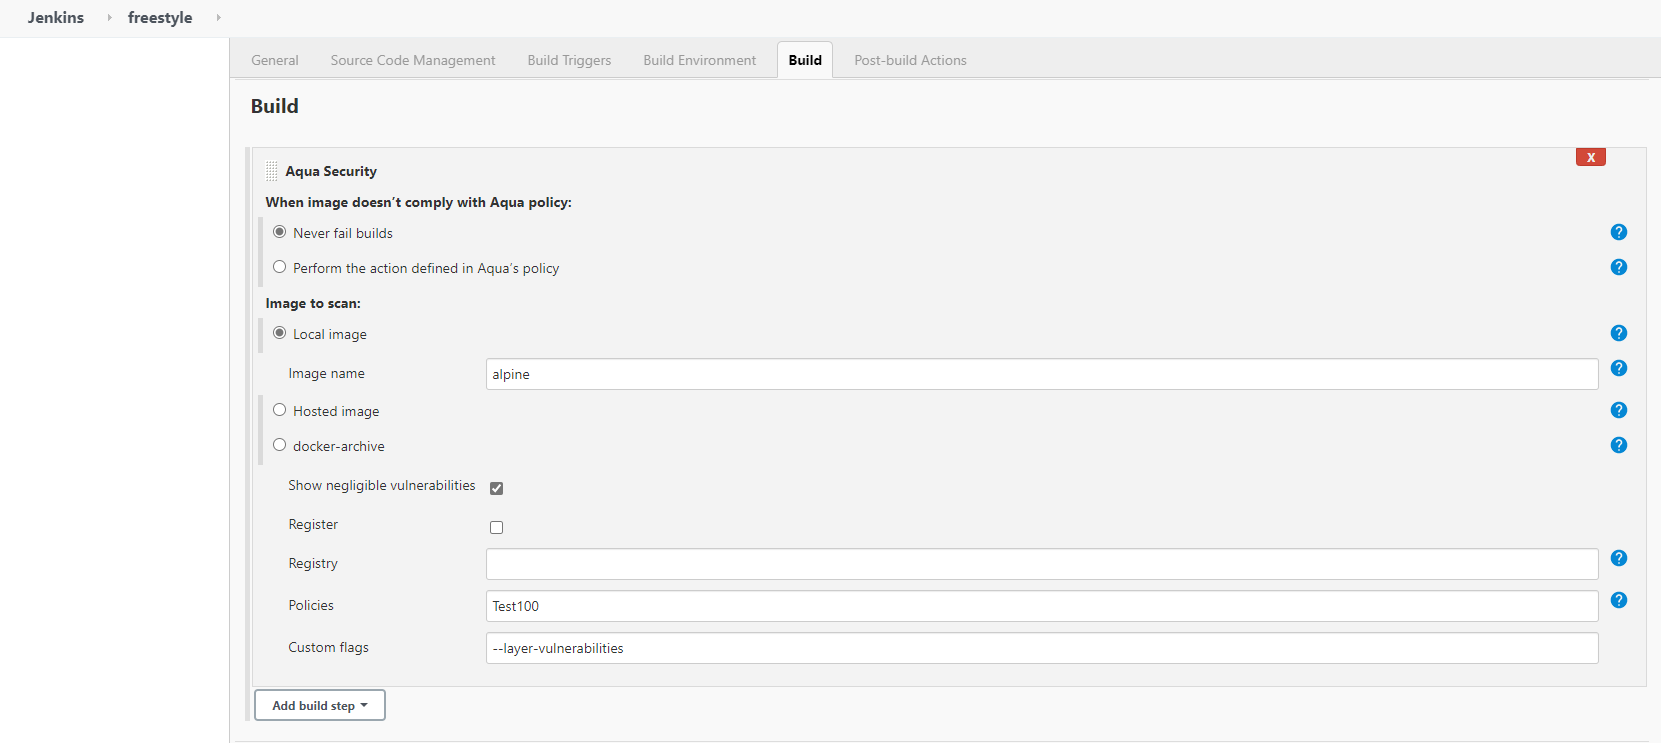 Jenkins freestyle
General Source Code Management Build Triggers Build Environment Build Post-build Actions
Build
X
Aqua Security
When image doesn't comply with Aqua policy:
Never fail builds ?
Perform the action defined in Aqua's policy ?
Image to scan:
Local image ?
Image name alpine ?
Hosted image ?
docker-archive ?
Show negligible vulnerabilities
Register
Registry ?
Policies Test100 ?
Custom flags --layer-vulnerabilities
Add build step